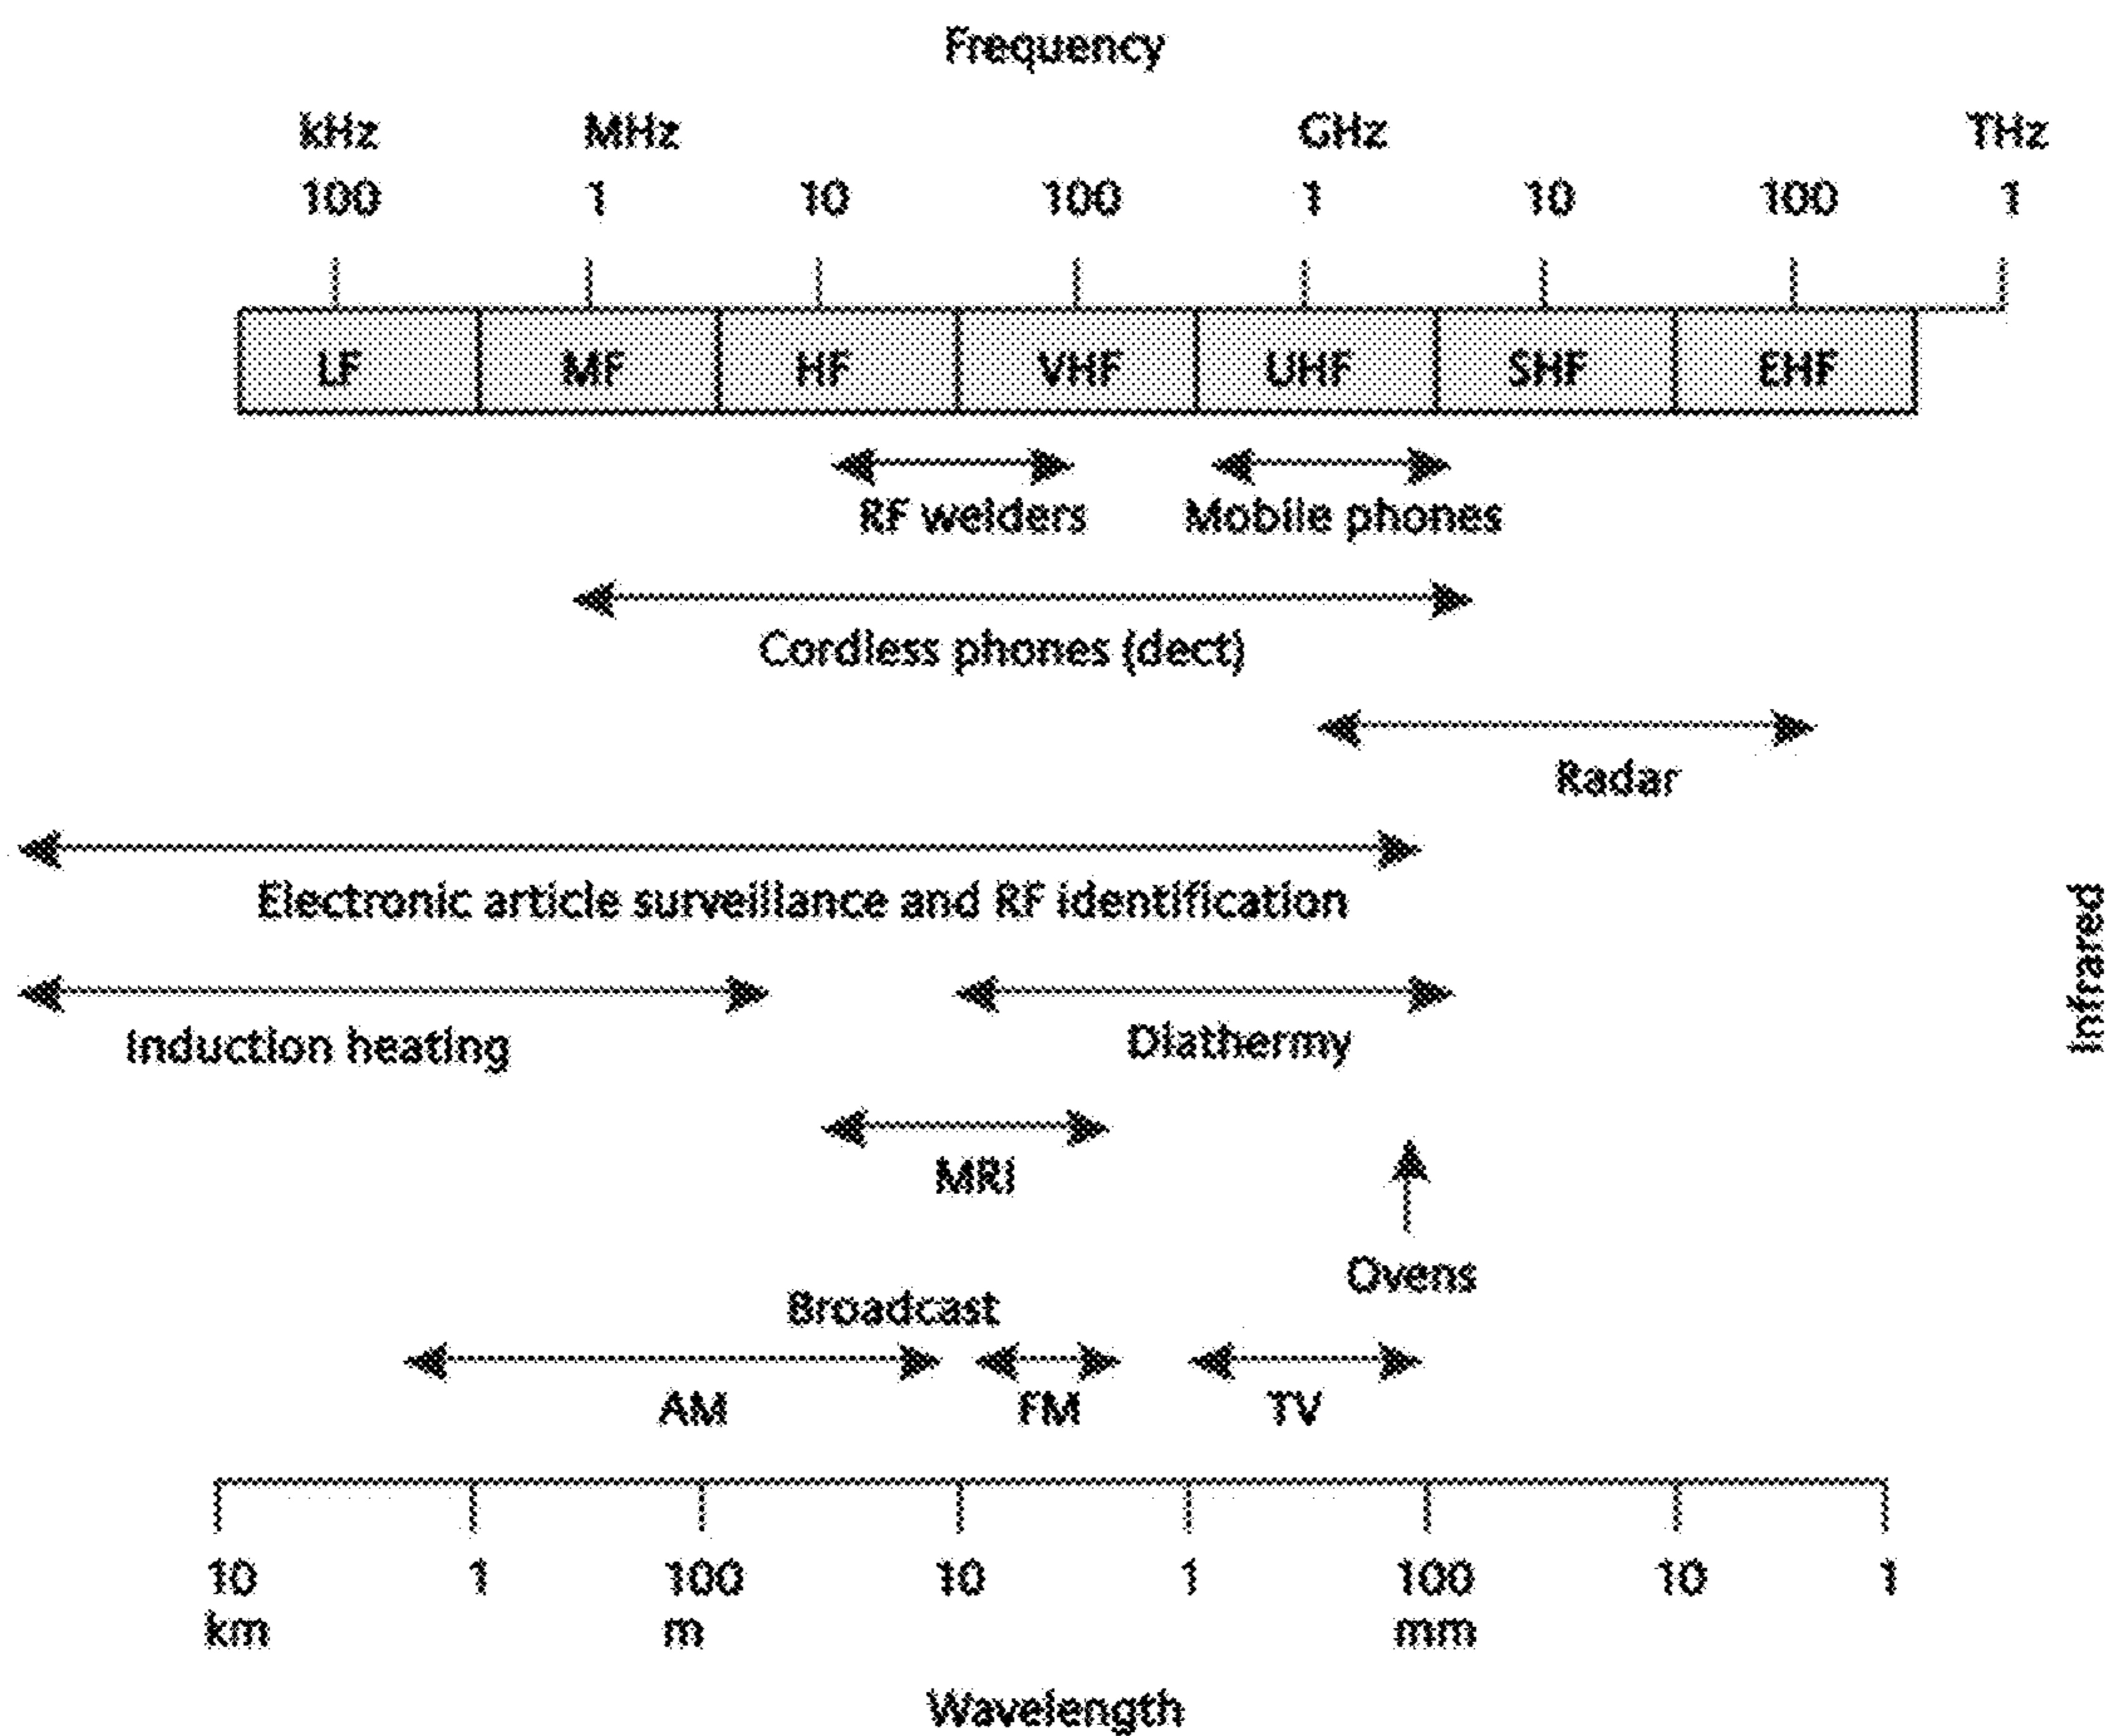 Frequency
kHz MHz GHz THz
100 1 10 100 1 10 100 1
LF MF HF VHF UHF SHF EHF
RF welders Mobile phones
Cordless phones (dect)
Radar
Electronic article surveillance and RF identification
Infrared
Induction heating Diathermy
MRI
Ovens
Broadcast
AM FM TV
10 1 100 10 1 100 10 1
km m mm
Wavelength